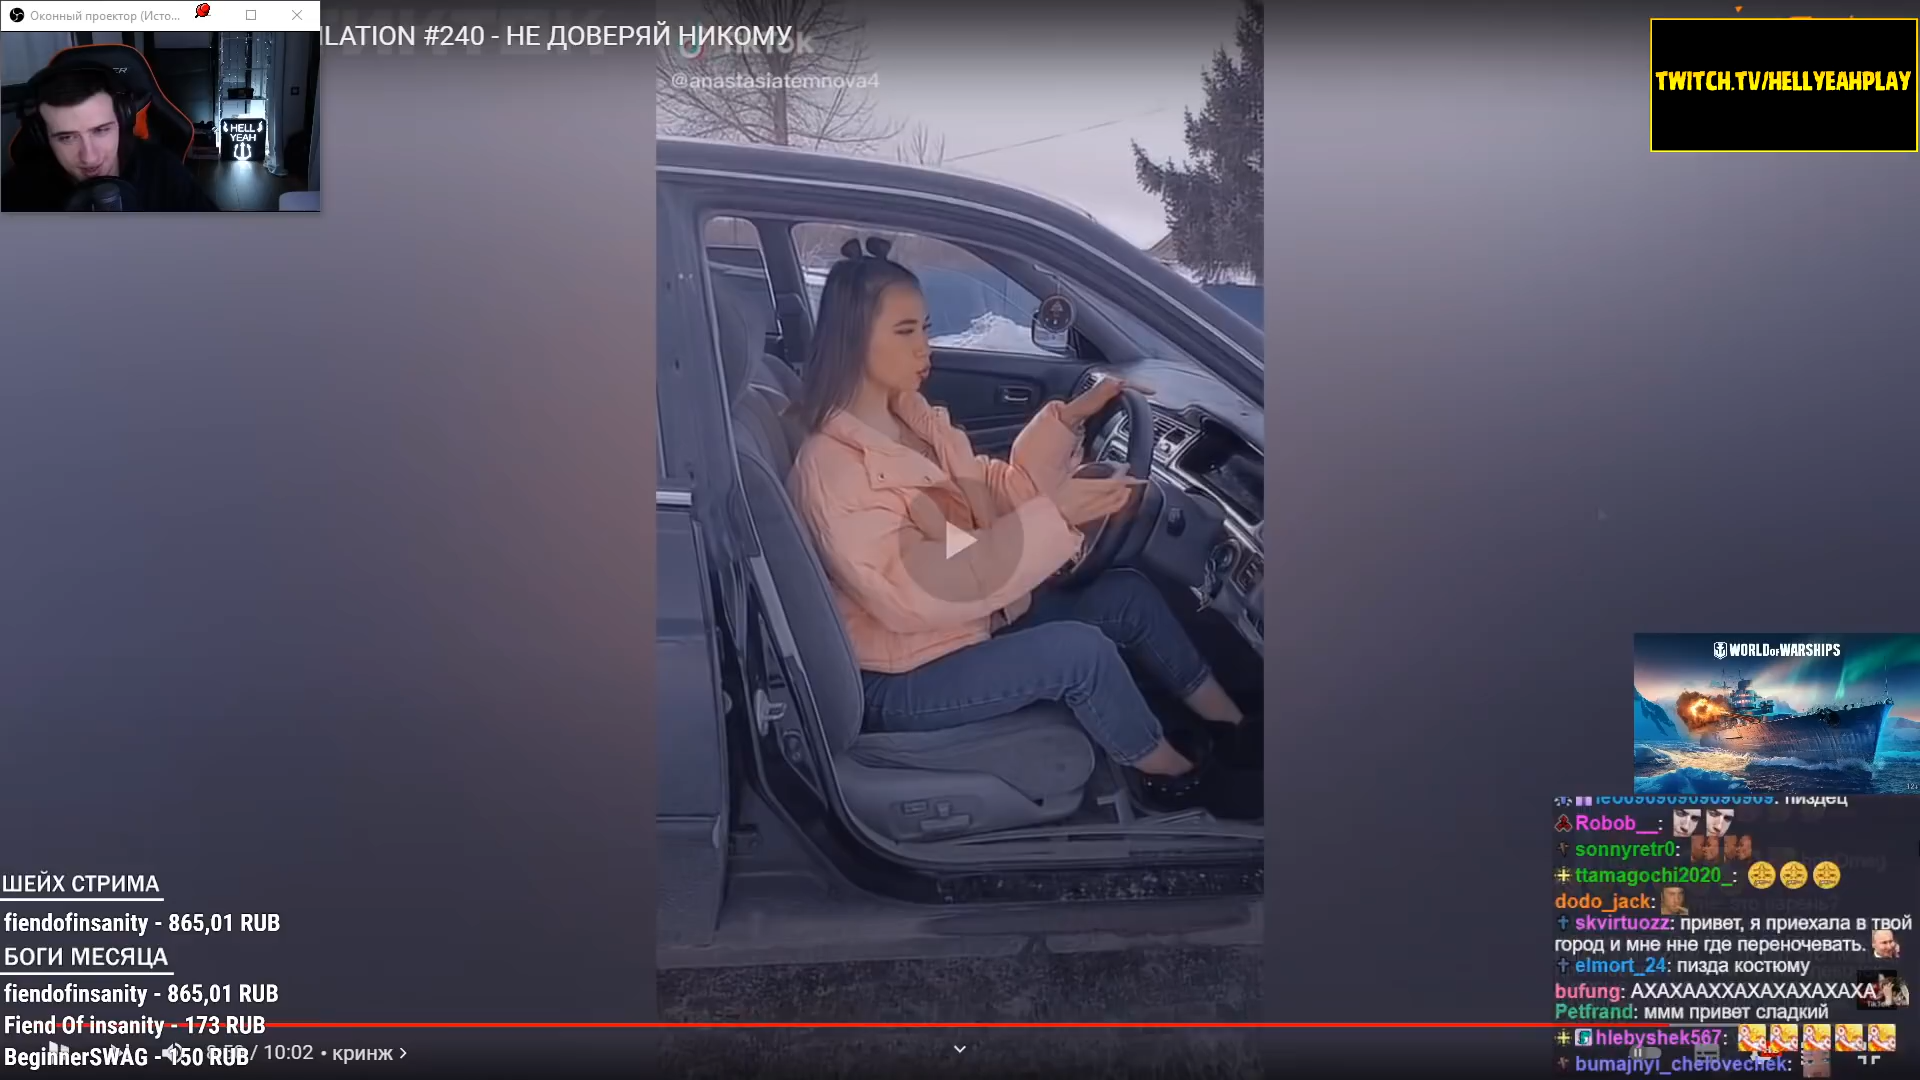 Оконный проектор (Исто...
LATION #240 - НЕ ДОВЕРЯЙ НИКОМУ
@anastasiatemnova4
HELL
YEAH
TWITCH.TV/HELLYEAHPLAY
WORLD OF WARSHIPS
ШЕЙХ СТРИМА
fiendofinsanity - 865,01 RUB
БОГИ МЕСЯЦА
fiendofinsanity - 865,01 RUB
Fiend Of insanity - 173 RUB
BeginnerSWAG - 150 RUB
/ 10:02 • кринж
пиздец
Robob__:
sonnyretr0:
ttamagochi2020_:
dodo_jack:
skvirtuozz: привет, я приехала в твой
город и мне нне где переночевать.
elmort_24: пизда костюму
bufung: АХАХААХХАХАХАХАХАХА
Petfrand: ммм привет сладкий
hlebyshek567:
bumajnyi_chelovechek: